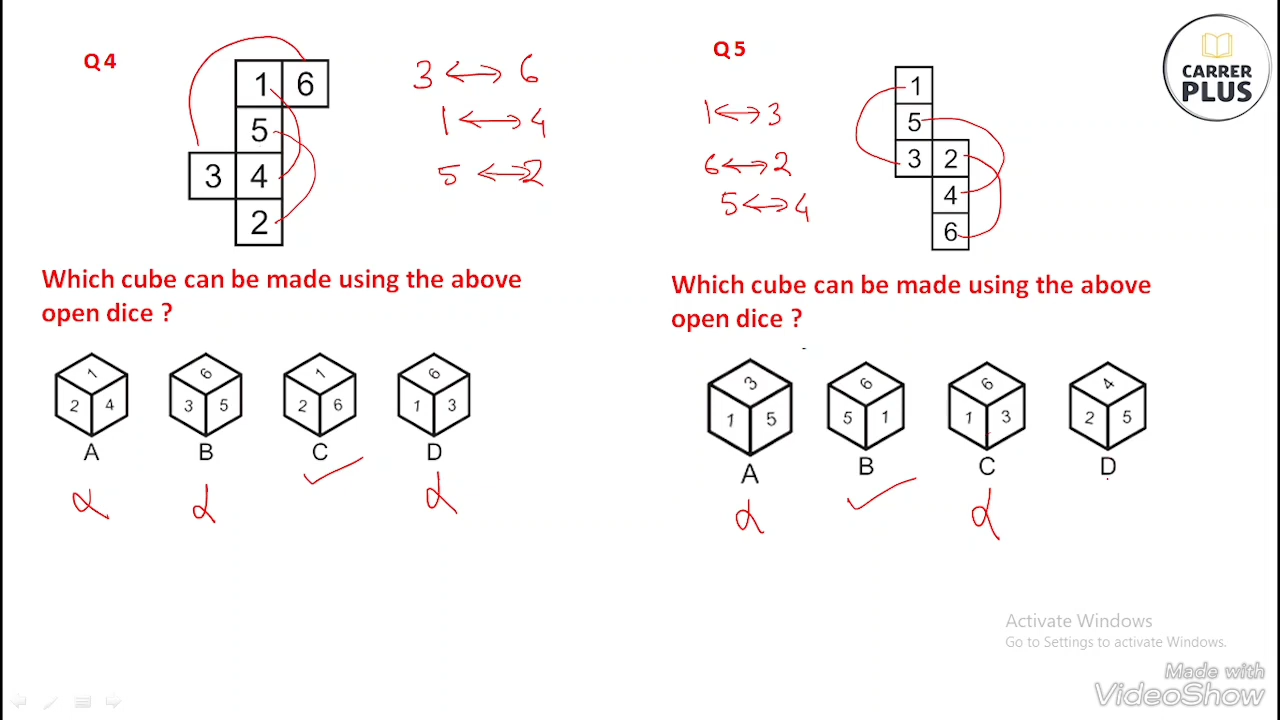 Q4
1 6
5
3 4
2
3 ↔ 6
1 ↔ 4
5 ↔ 2
Which cube can be made using the above
open dice ?
1 6 1 6
2 4 3 5 2 6 1 3
A B C D
Q5
1
5
3 2
4
6
1 ↔ 3
6 ↔ 2
5 ↔ 4
Which cube can be made using the above
open dice ?
3 6 6 4
1 5 5 1 1 3 2 5
A B C D
CARRER
PLUS
Activate Windows
Go to Settings to activate Windows.
Made with
VideoShow